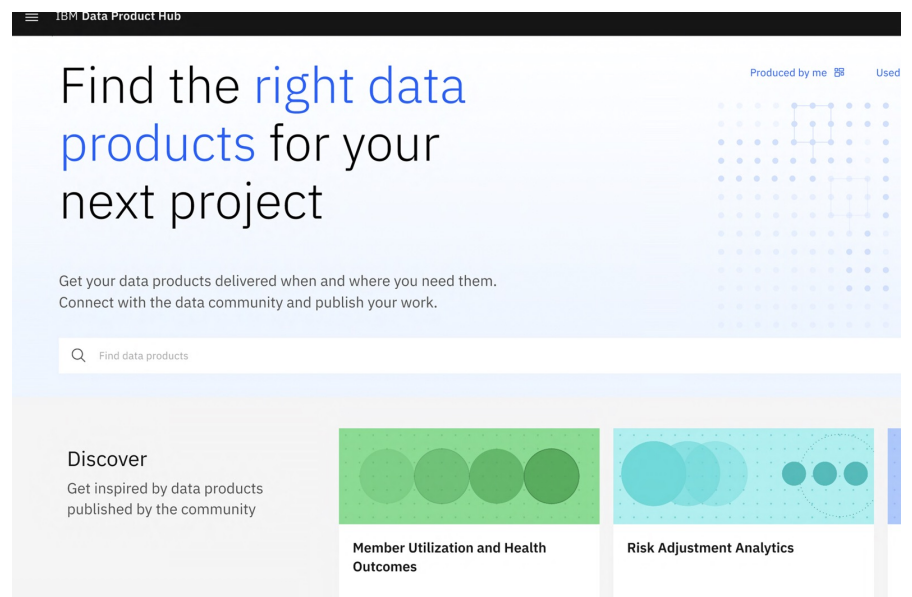 IBM Data Product Hub
Produced by me
Used
Find the right data
products for your
next project
Get your data products delivered when and where you need them.
Connect with the data community and publish your work.
Find data products
Discover
Get inspired by data products
published by the community
Member Utilization and Health
Outcomes
Risk Adjustment Analytics